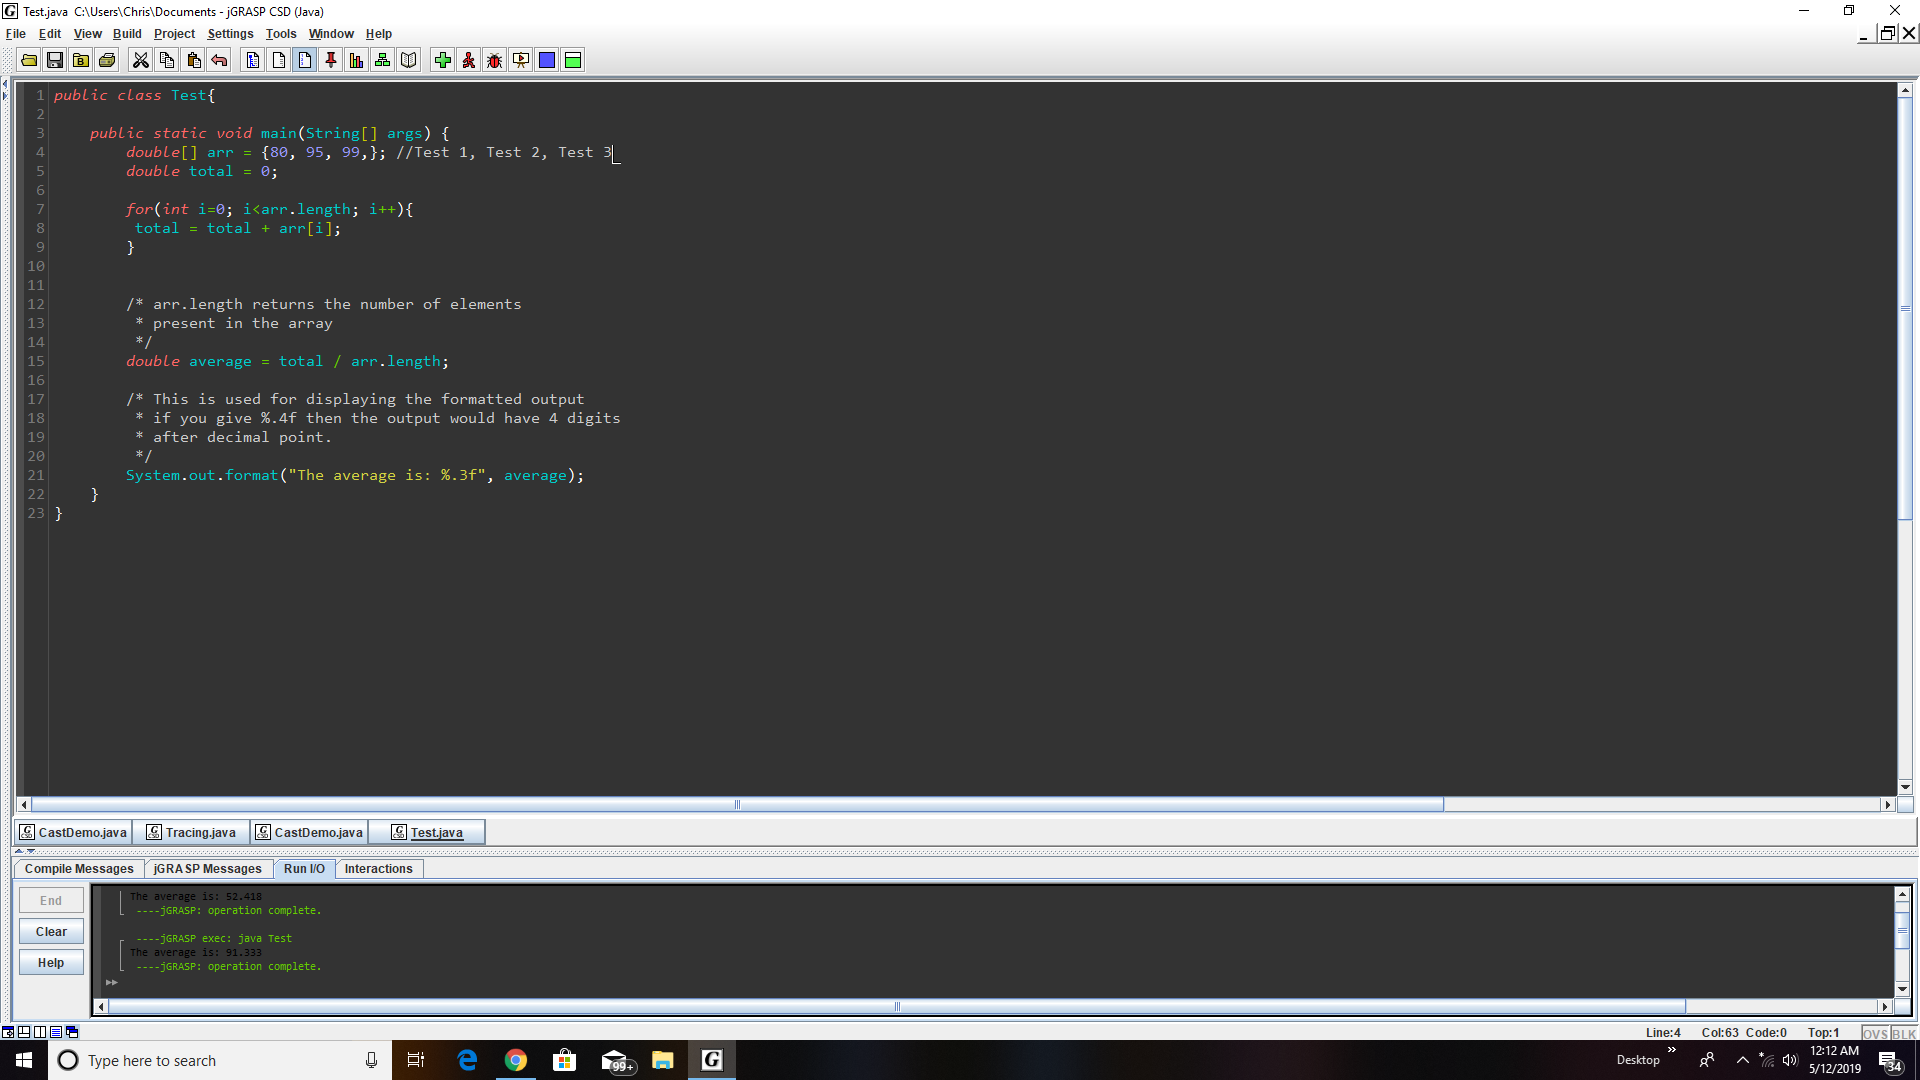 Test.java  C:\Users\Chris\Documents - jGRASP CSD (Java)
File Edit View Build Project Settings Tools Window Help
1 public class Test{
2
3     public static void main(String[] args) {
4         double[] arr = {80, 95, 99,}; //Test 1, Test 2, Test 3
5         double total = 0;
6
7         for(int i=0; i<arr.length; i++){
8          total = total + arr[i];
9         }
10
11
12         /* arr.length returns the number of elements
13          * present in the array
14          */
15         double average = total / arr.length;
16
17         /* This is used for displaying the formatted output
18          * if you give %.4f then the output would have 4 digits
19          * after decimal point.
20          */
21         System.out.format("The average is: %.3f", average);
22     }
23 }
CastDemo.java Tracing.java CastDemo.java Test.java
Compile Messages jGRASP Messages Run I/O Interactions
End
Clear
Help
The average is: 52.418
----jGRASP: operation complete.
----jGRASP exec: java Test
The average is: 91.333
----jGRASP: operation complete.
Line:4 Col:63 Code:0 Top:1 OVS BLK
Type here to search
99+
G
Desktop
12:12 AM
5/12/2019
34